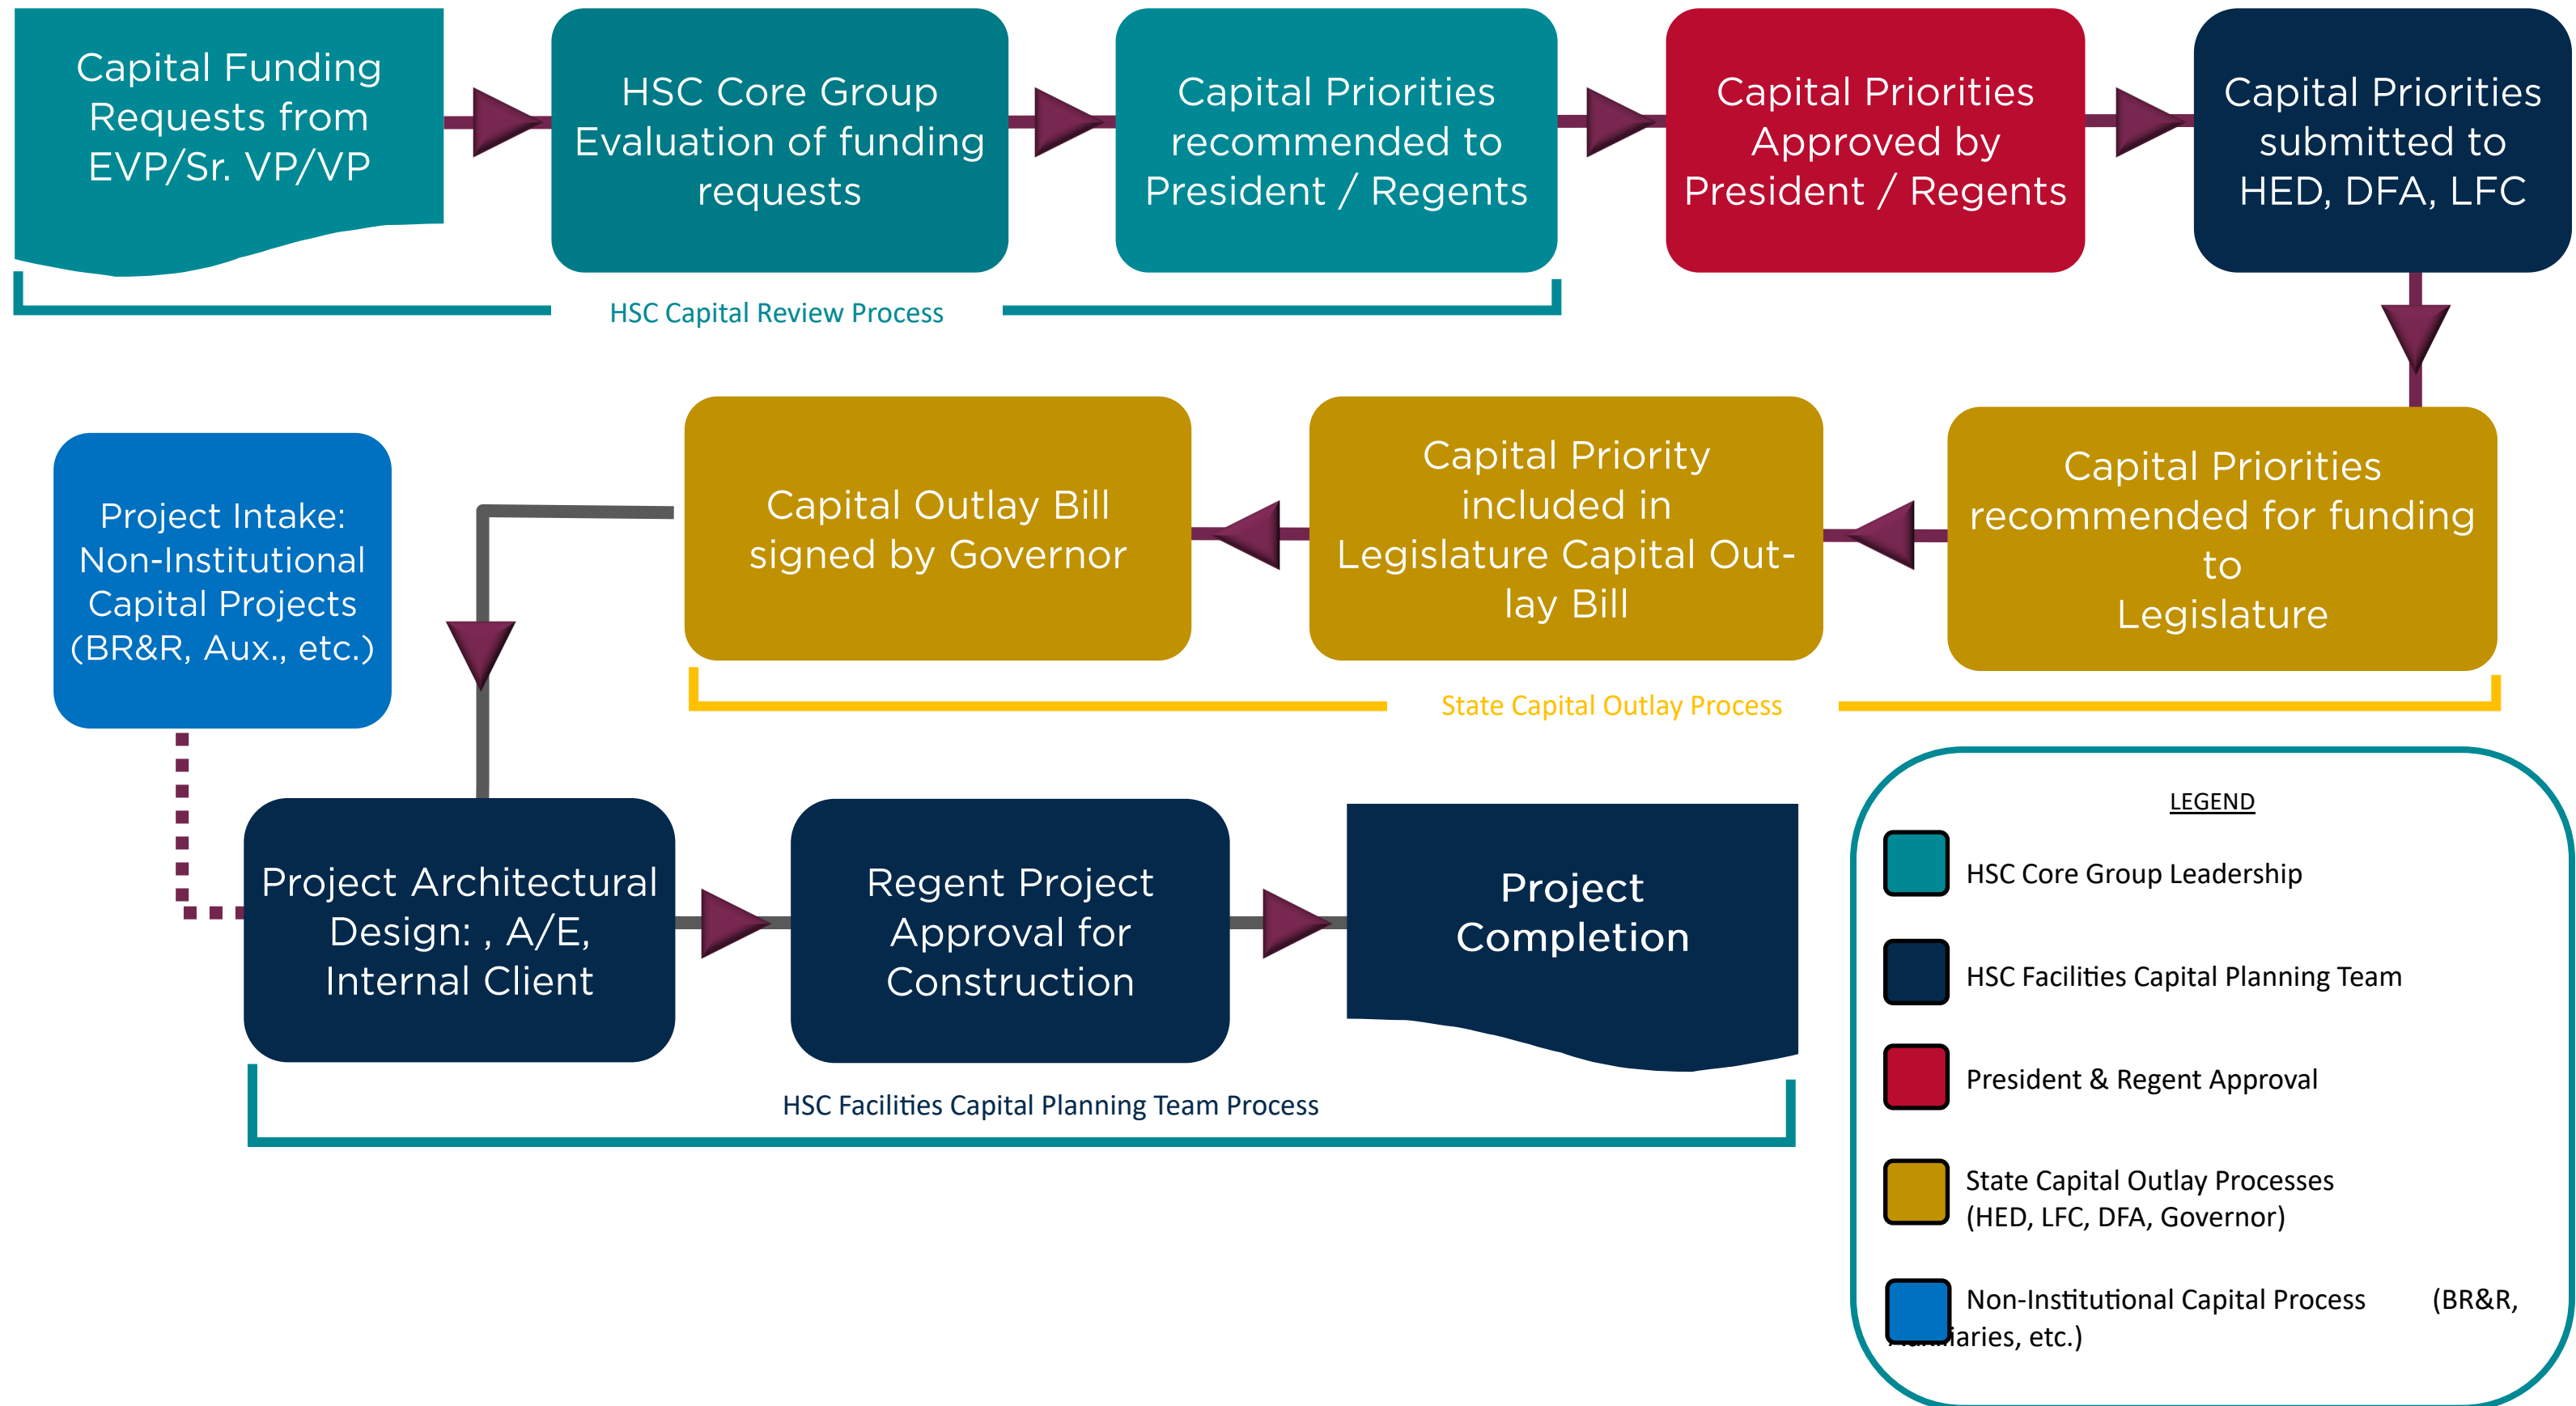 Capital Funding
Requests from
EVP/Sr. VP/VP
HSC Core Group
Evaluation of funding
requests
Capital Priorities
recommended to
President / Regents
Capital Priorities
Approved by
President / Regents
Capital Priorities
submitted to
HED, DFA, LFC
HSC Capital Review Process
Project Intake:
Non-Institutional
Capital Projects
(BR&R, Aux., etc.)
Capital Outlay Bill
signed by Governor
Capital Priority
included in
Legislature Capital Out-
lay Bill
Capital Priorities
recommended for funding
to
Legislature
State Capital Outlay Process
Project Architectural
Design: , A/E,
Internal Client
Regent Project
Approval for
Construction
Project
Completion
HSC Facilities Capital Planning Team Process
LEGEND
HSC Core Group Leadership
HSC Facilities Capital Planning Team
President & Regent Approval
State Capital Outlay Processes
(HED, LFC, DFA, Governor)
Non-Institutional Capital Process (BR&R,
etc.)